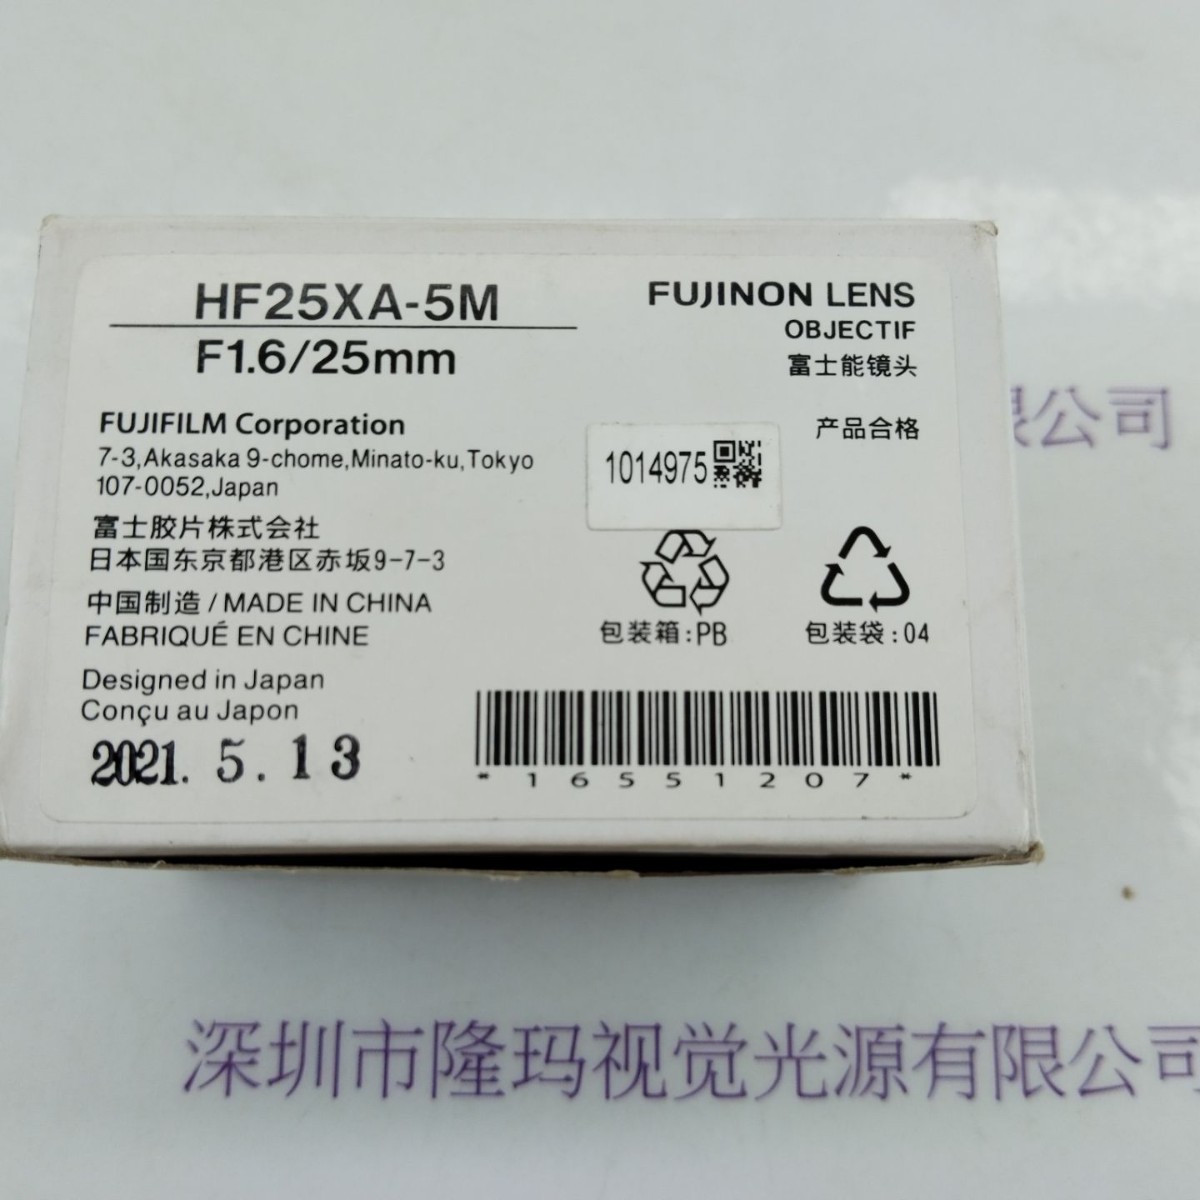 HF25XA-5M
F1.6/25mm
FUJINON LENS
OBJECTIF
富士能镜头
产品合格
FUJIFILM Corporation
7-3,Akasaka 9-chome,Minato-ku,Tokyo
107-0052,Japan
富士胶片株式会社
日本国东京都港区赤坂9-7-3
中国制造/MADE IN CHINA
FABRIQUÉ EN CHINE
Designed in Japan
Conçu au Japon
2021. 5. 13
1014975
包装箱:PB
包装袋:04
*16551207*
限公司
深圳市隆玛视觉光源有限公司